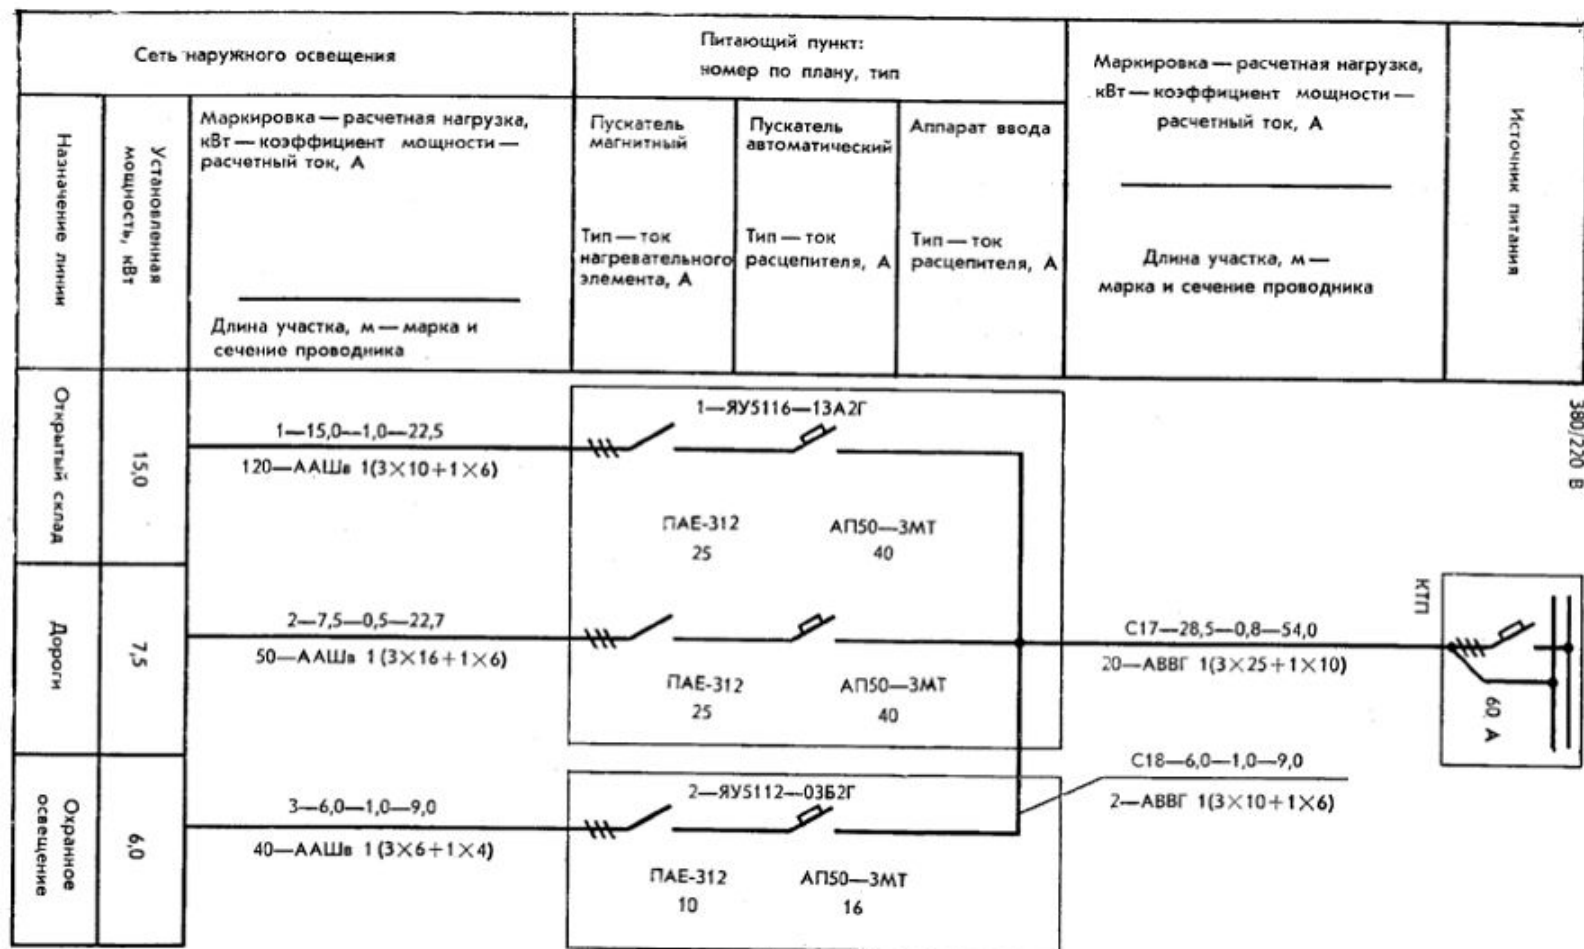 Сеть наружного освещения
Питающий пункт:
номер по плану, тип
Маркировка — расчетная нагрузка,
кВт — коэффициент мощности —
расчетный ток, А
Длина участка, м —
марка и сечение проводника
Источник питания
Назначение линии
Установленная
мощность, кВт
Маркировка — расчетная нагрузка,
кВт — коэффициент мощности —
расчетный ток, А
Длина участка, м — марка и
сечение проводника
Пускатель
магнитный
Тип — ток
нагревательного
элемента, А
Пускатель
автоматический
Тип — ток
расцепителя, А
Аппарат ввода
Тип — ток
расцепителя, А
Открытый склад
15,0
1—15,0—1,0—22,5
120—ААШв 1(3×10+1×6)
1—ЯУ5116—13А2Г
ПАЕ-312
25
АП50—3МТ
40
380/220 В
Дороги
7,5
2—7,5—0,5—22,7
50—ААШв 1(3×16+1×6)
ПАЕ-312
25
АП50—3МТ
40
С17—28,5—0,8—54,0
20—АВВГ 1(3×25+1×10)
КТП
60 А
Охранное
освещение
6,0
3—6,0—1,0—9,0
40—ААШв 1(3×6+1×4)
2—ЯУ5112—03Б2Г
ПАЕ-312
10
АП50—3МТ
16
С18—6,0—1,0—9,0
2—АВВГ 1(3×10+1×6)